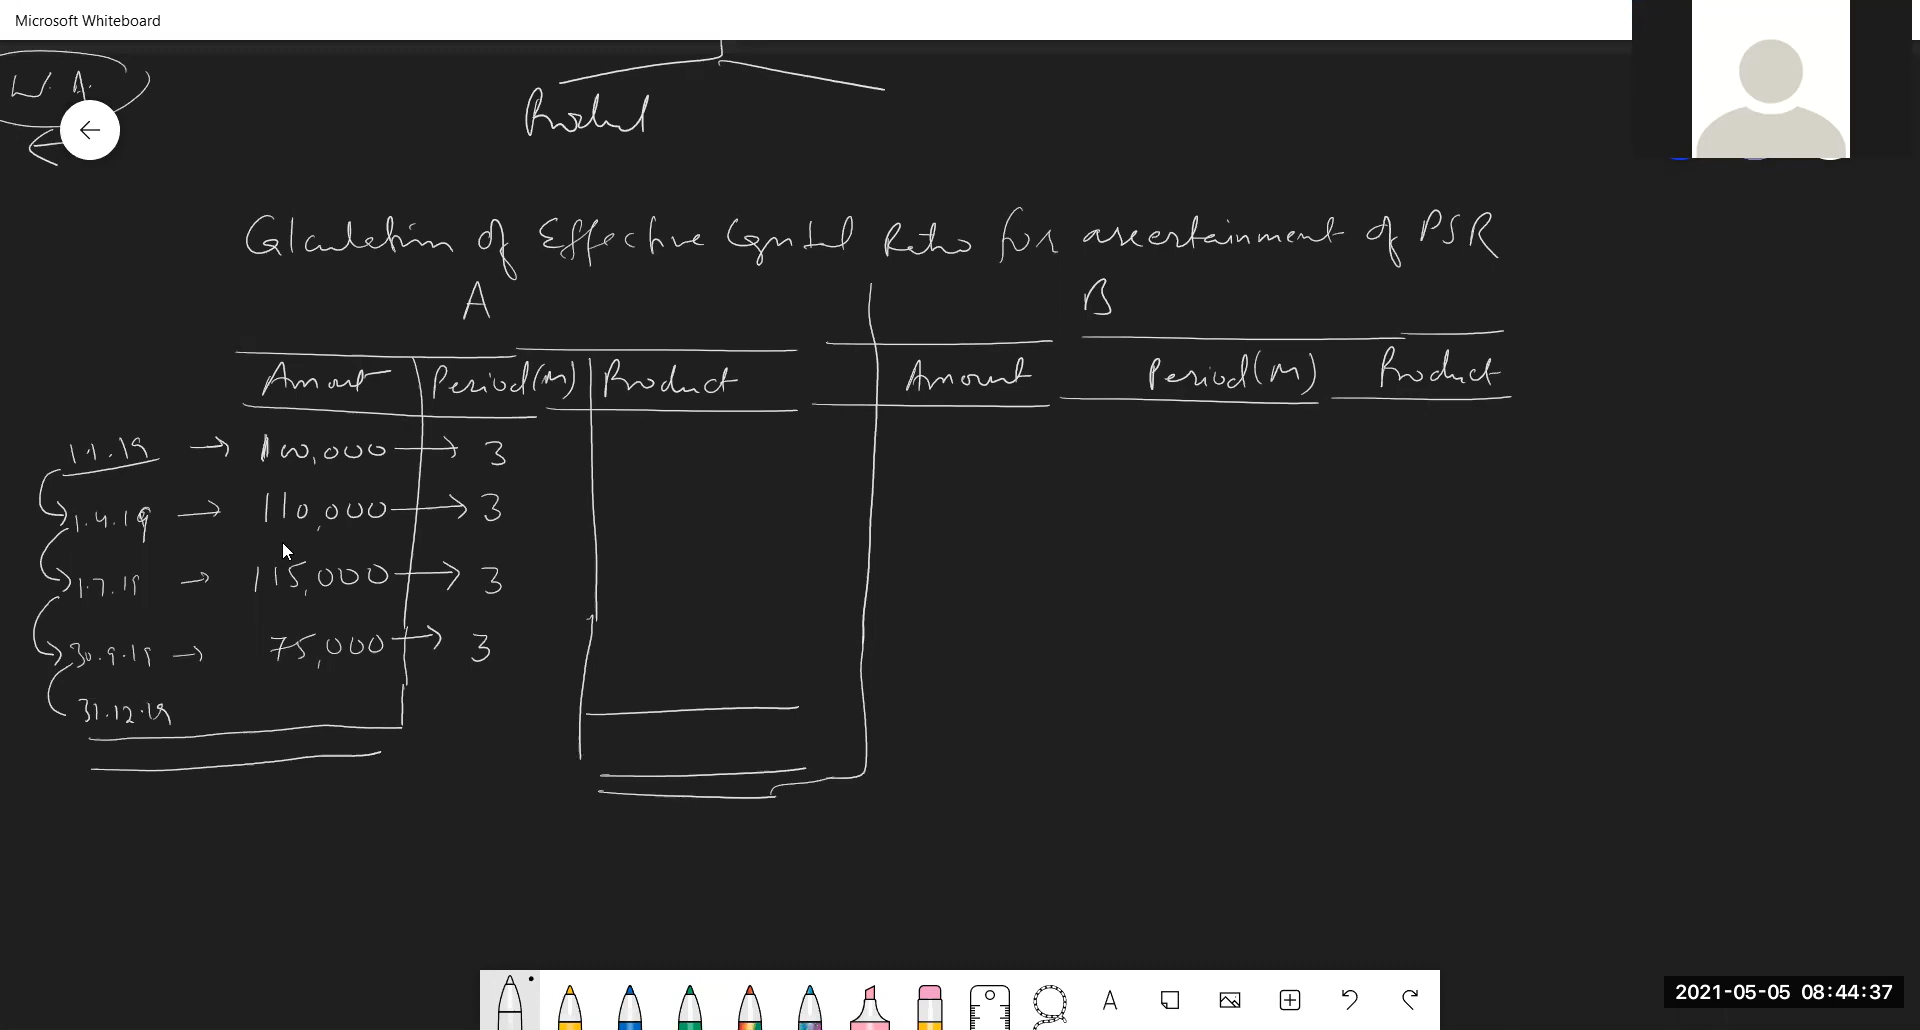 Microsoft Whiteboard
W.A.
Product
Calculation of Effective Capital Ratio for ascertainment of PSR
A B
Amount Period(M) Product Amount Period(M) Product
1.1.19 → 100,000 → 3
1.4.19 → 110,000 → 3
1.7.19 → 115,000 → 3
30.9.19 → 75,000 → 3
31.12.19
A
2021-05-05 08:44:37